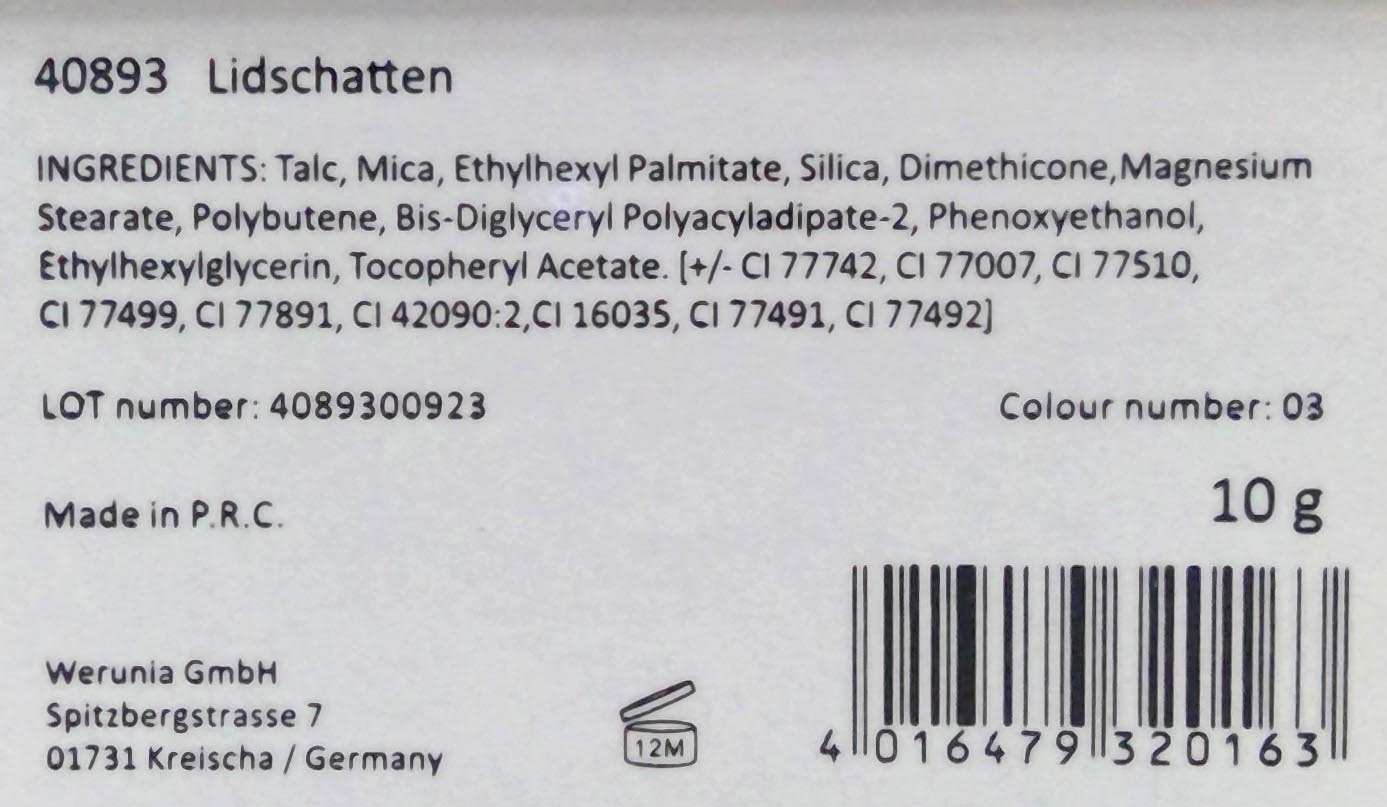 40893 Lidschatten
INGREDIENTS: Talc, Mica, Ethylhexyl Palmitate, Silica, Dimethicone,Magnesium
Stearate, Polybutene, Bis-Diglyceryl Polyacyladipate-2, Phenoxyethanol,
Ethylhexylglycerin, Tocopheryl Acetate. [+/- CI 77742, CI 77007, CI 77510,
CI 77499, CI 77891, CI 42090:2,CI 16035, CI 77491, CI 77492]
LOT number: 4089300923
Colour number: 03
Made in P.R.C.
10 g
Werunia GmbH
Spitzbergstrasse 7
01731 Kreischa / Germany
12M
4 016479 320163